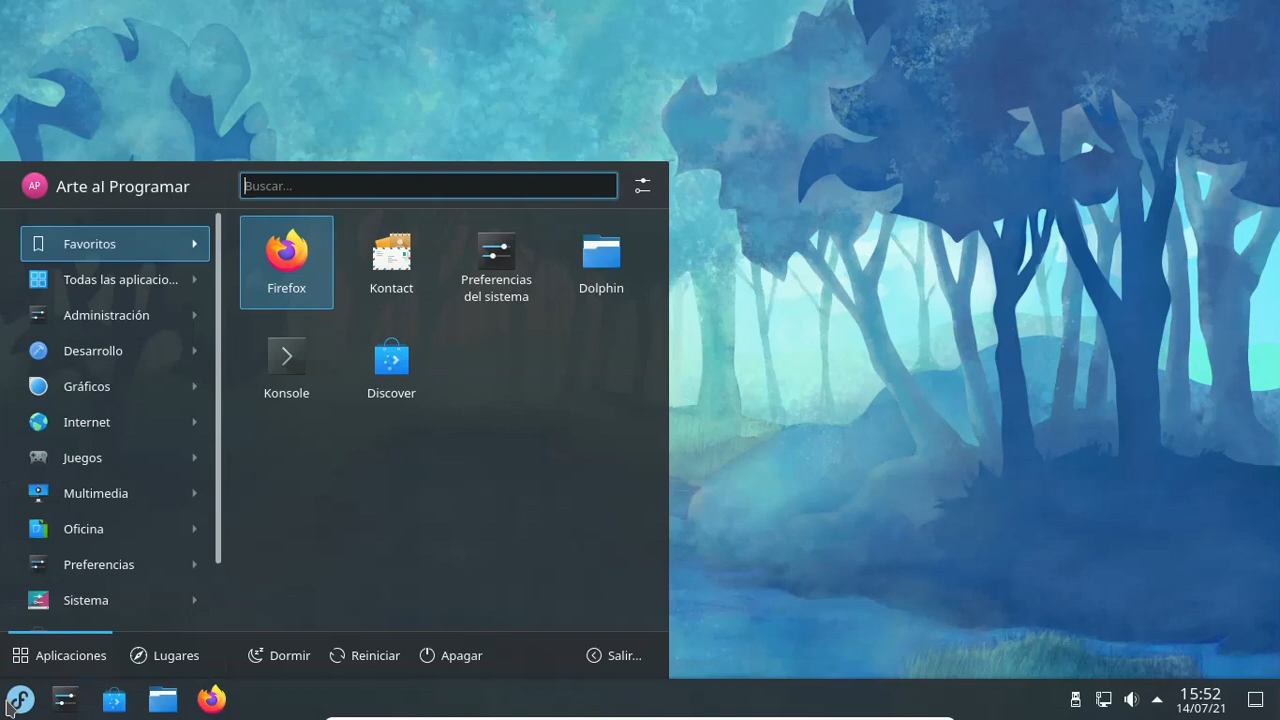 AP
Arte al Programar
Buscar...
Favoritos
Todas las aplicacio...
Administración
Desarrollo
Gráficos
Internet
Juegos
Multimedia
Oficina
Preferencias
Sistema
Firefox
Kontact
Preferencias
del sistema
Dolphin
Konsole
Discover
Aplicaciones
Lugares
Dormir
Reiniciar
Apagar
Salir...
15:52
14/07/21